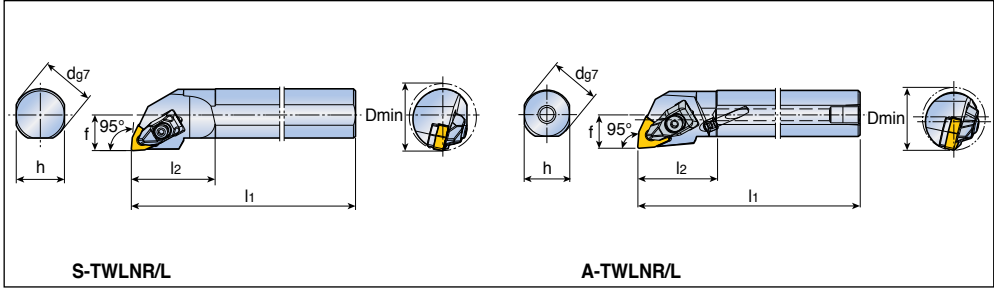 dg7
f
95°
h
l2
l1
Dmin
S-TWLNR/L
dg7
f
95°
h
l2
l1
Dmin
A-TWLNR/L